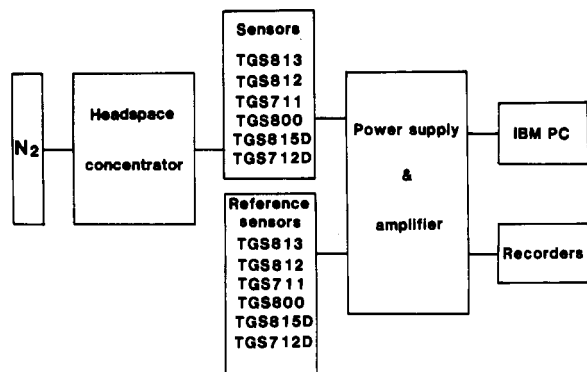 N2
Headspace
concentrator
Sensors
TGS813
TGS812
TGS711
TGS800
TGS815D
TGS712D
Reference
sensors
TGS813
TGS812
TGS711
TGS800
TGS815D
TGS712D
Power supply
&
amplifier
IBM PC
Recorders